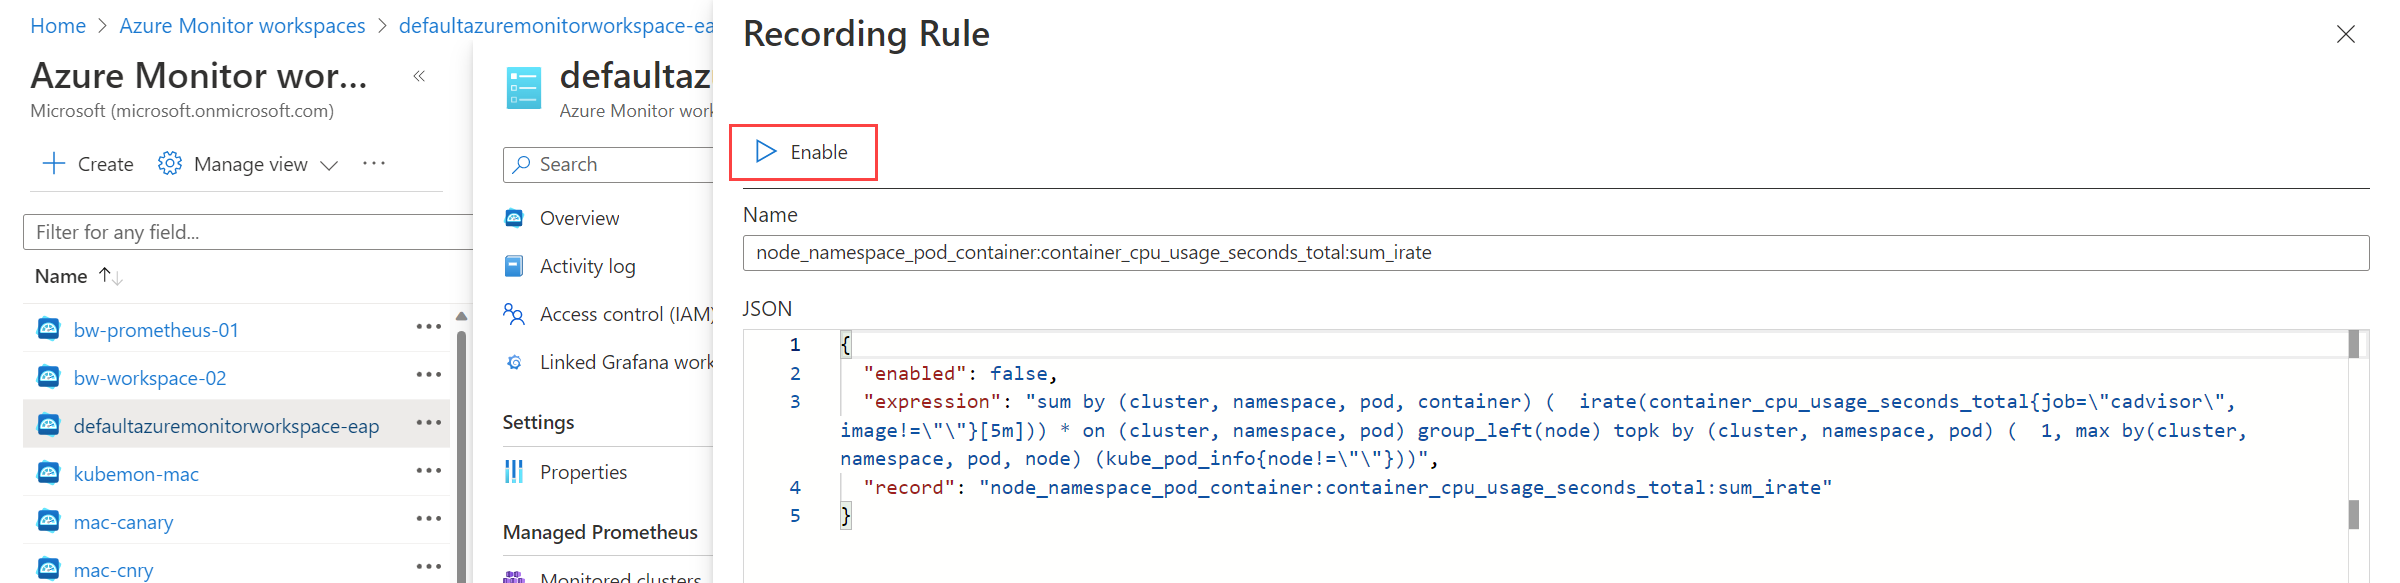 Home > Azure Monitor workspaces > defaultazuremonitorworkspace-ea
Azure Monitor wor...
Microsoft (microsoft.onmicrosoft.com)
Create Manage view
Filter for any field...
Name
bw-prometheus-01
bw-workspace-02
defaultazuremonitorworkspace-eap
kubemon-mac
mac-canary
mac-cnry
defaultaz
Azure Monitor work
Search
Overview
Activity log
Access control (IAM)
Linked Grafana work
Settings
Properties
Managed Prometheus
Monitored clusters
Recording Rule
Enable
Name
node_namespace_pod_container:container_cpu_usage_seconds_total:sum_irate
JSON
1 {
2 "enabled": false,
3 "expression": "sum by (cluster, namespace, pod, container) (  irate(container_cpu_usage_seconds_total{job=\"cadvisor\",
image!=\"\"}[5m])) * on (cluster, namespace, pod) group_left(node) topk by (cluster, namespace, pod) (  1, max by(cluster,
namespace, pod, node) (kube_pod_info{node!=\"\"}))",
4 "record": "node_namespace_pod_container:container_cpu_usage_seconds_total:sum_irate"
5 }